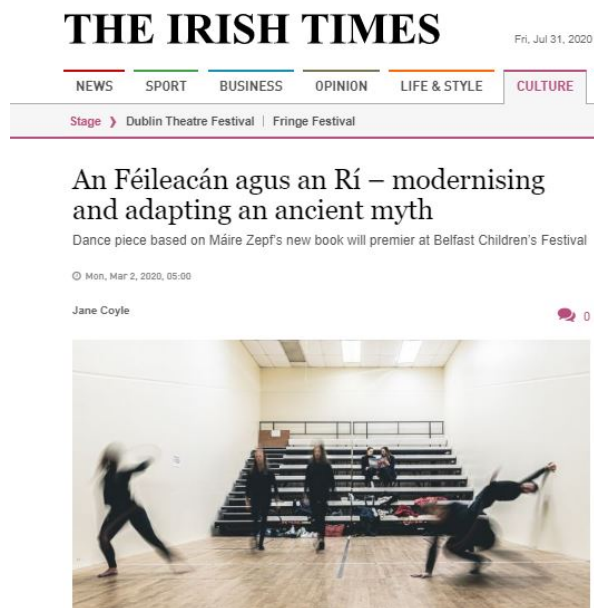 THE IRISH TIMES
Fri, Jul 31, 2020
NEWS SPORT BUSINESS OPINION LIFE & STYLE CULTURE
Stage ❯ Dublin Theatre Festival | Fringe Festival
An Féileacán agus an Rí – modernising
and adapting an ancient myth
Dance piece based on Máire Zepf's new book will premier at Belfast Children's Festival
Mon, Mar 2, 2020, 05:00
Jane Coyle
0